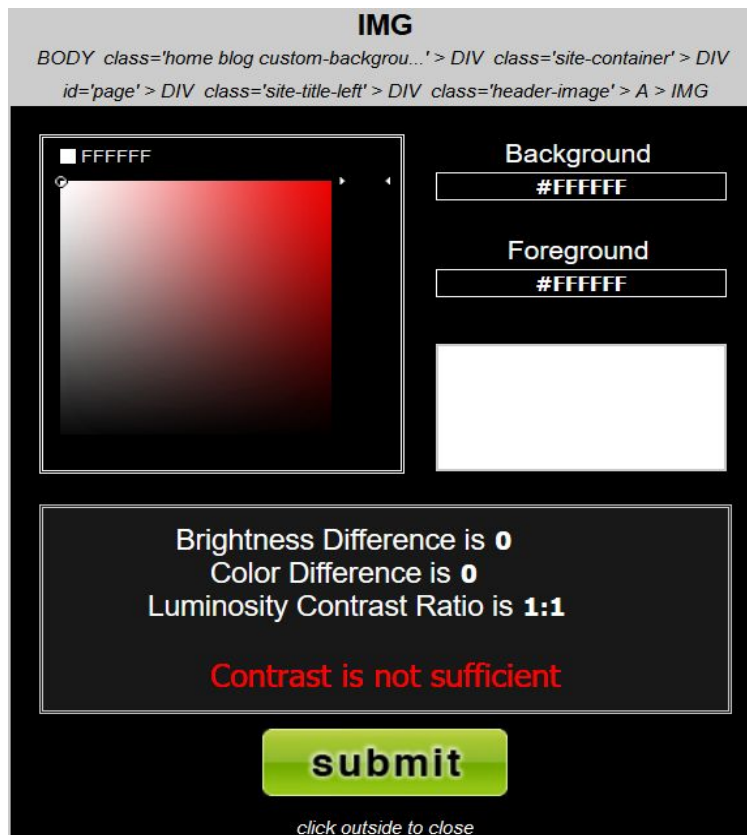 IMG
BODY class='home blog custom-backgrou...' > DIV class='site-container' > DIV
id='page' > DIV class='site-title-left' > DIV class='header-image' > A > IMG
FFFFFF
Background
#FFFFFF
Foreground
#FFFFFF
Brightness Difference is 0
Color Difference is 0
Luminosity Contrast Ratio is 1:1
Contrast is not sufficient
submit
click outside to close